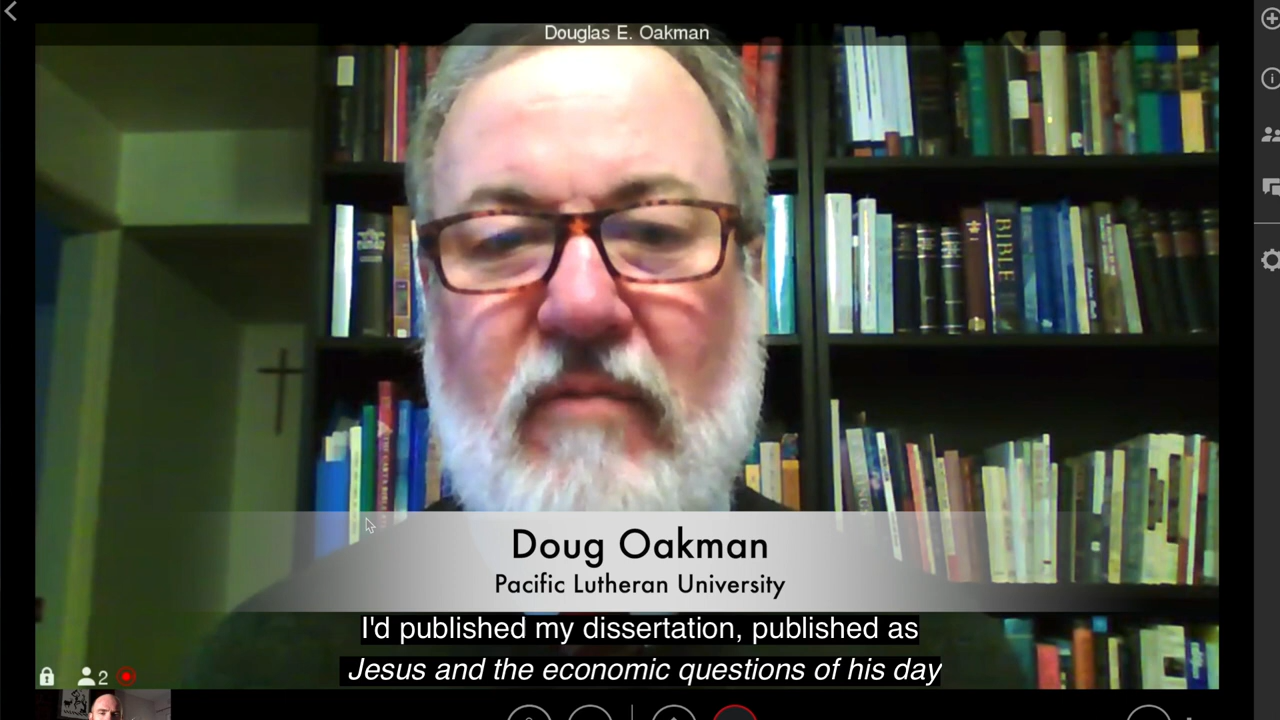 Douglas E. Oakman
BIBLE
Doug Oakman
Pacific Lutheran University
I'd published my dissertation, published as
Jesus and the economic questions of his day
2